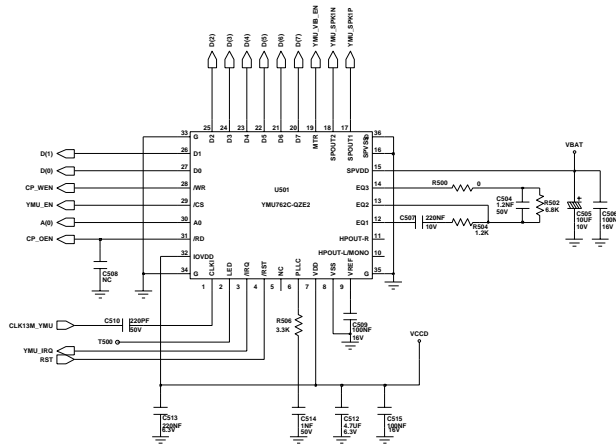 D(2)
D(3)
D(4)
D(5)
D(6)
D(7)
YMU_VIB_EN
YMU_SPK1N
YMU_SPK1P
25
24
23
22
21
20
19
18
17
33
G
D2
D3
D4
D5
D6
D7
MTR
SPOUT2
SPOUT1
SPVSS
G
36
VBAT
D(1)
26
D1
16
D(0)
27
D0
U501
SPVDD
15
CP_WEN
28
/WR
YMU762C-QZE2
EQ3
14
R500
0
C504
1.2NF
50V
R502
6.8K
YMU_EN
29
/CS
EQ2
13
C505
10UF
10V
C506
100N
16V
A(0)
30
A0
EQ1
12
C507
220NF
10V
R504
1.2K
CP_OEN
31
/RD
HPOUT-R
11
32
IOVDD
HPOUT-L/MONO
10
C508
NC
34
G
CLKI
LED
/IRQ
/RST
NC
PLLC
VDD
VSS
VREF
G
35
1
2
3
4
5
6
7
8
9
CLK13M_YMU
C510
220PF
50V
R506
3.3K
C509
100NF
16V
T500
VCCD
YMU_IRQ
RST
C513
220NF
6.3V
C514
1NF
50V
C512
4.7UF
6.3V
C515
100NF
16V